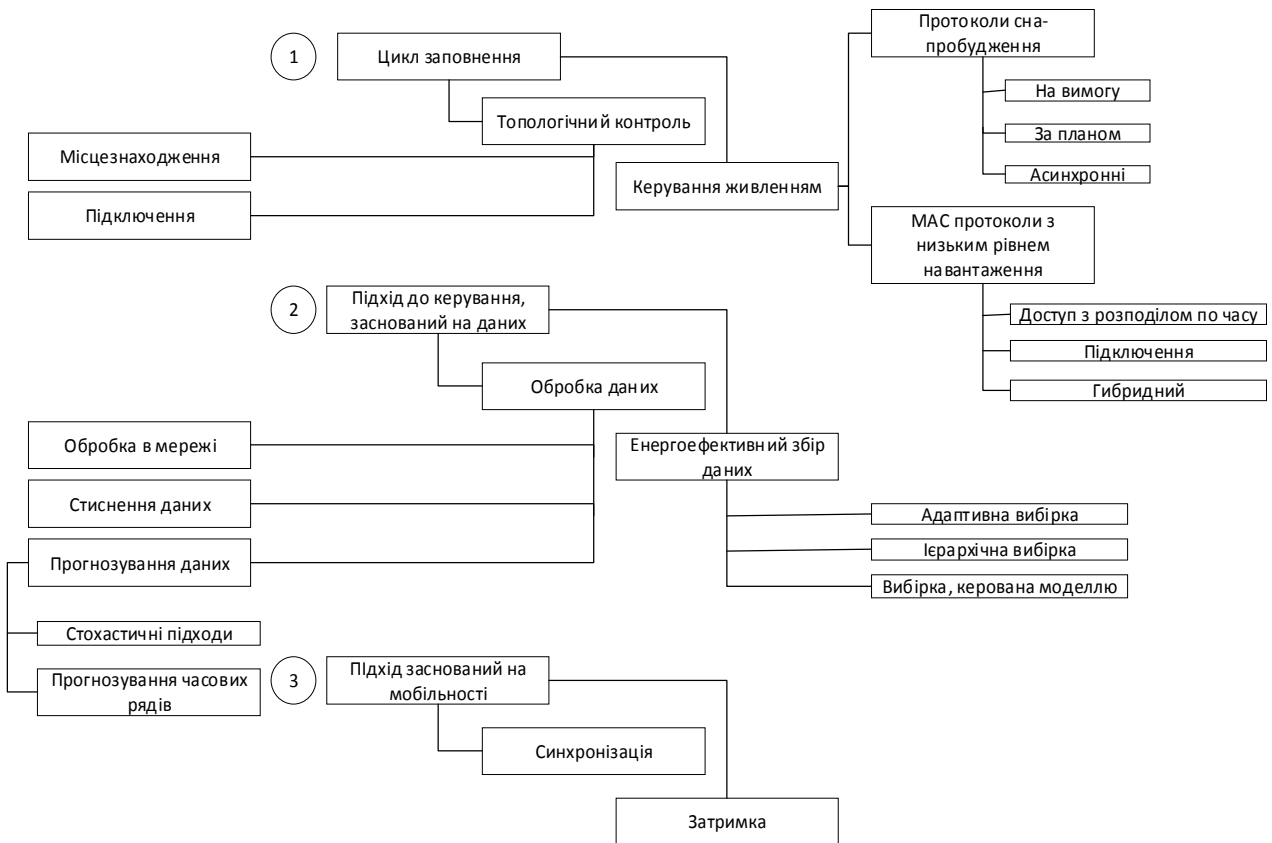 1
Цикл заповнення
Топологічний контроль
Місцезнаходження
Підключення
Керування живленням
Протоколи сна-
пробудження
На вимогу
За планом
Асинхронні
МАС протоколи з
низьким рівнем
навантаження
Доступ з розподілом по часу
Підключення
Гибридний
2
Підхід до керування,
заснований на даних
Обробка даних
Обробка в мережі
Стиснення даних
Прогнозування даних
Стохастичні підходи
Прогнозування часових
рядів
Енергоефективний збір
даних
Адаптивна вибірка
Ієрархічна вибірка
Вибірка, керована моделлю
3
ПІдхід заснований на
мобільності
Синхронізація
Затримка